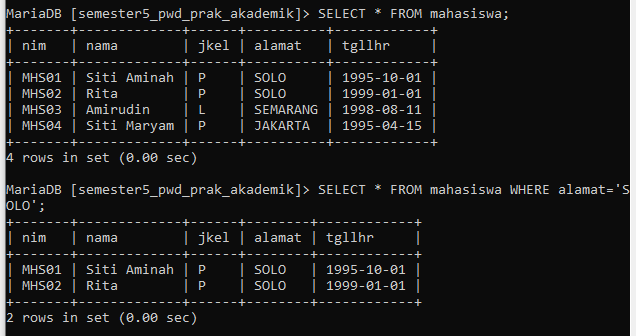 MariaDB [semester5_pwd_prak_akademik]> SELECT * FROM mahasiswa;
+-------+-------------+------+----------+------------+
| nim   | nama        | jkel | alamat   | tgllhr     |
+-------+-------------+------+----------+------------+
| MHS01 | Siti Aminah | P    | SOLO     | 1995-10-01 |
| MHS02 | Rita        | P    | SOLO     | 1999-01-01 |
| MHS03 | Amirudin    | L    | SEMARANG | 1998-08-11 |
| MHS04 | Siti Maryam | P    | JAKARTA  | 1995-04-15 |
+-------+-------------+------+----------+------------+
4 rows in set (0.00 sec)
MariaDB [semester5_pwd_prak_akademik]> SELECT * FROM mahasiswa WHERE alamat='S
OLO';
+-------+-------------+------+--------+------------+
| nim   | nama        | jkel | alamat | tgllhr     |
+-------+-------------+------+--------+------------+
| MHS01 | Siti Aminah | P    | SOLO   | 1995-10-01 |
| MHS02 | Rita        | P    | SOLO   | 1999-01-01 |
+-------+-------------+------+--------+------------+
2 rows in set (0.00 sec)